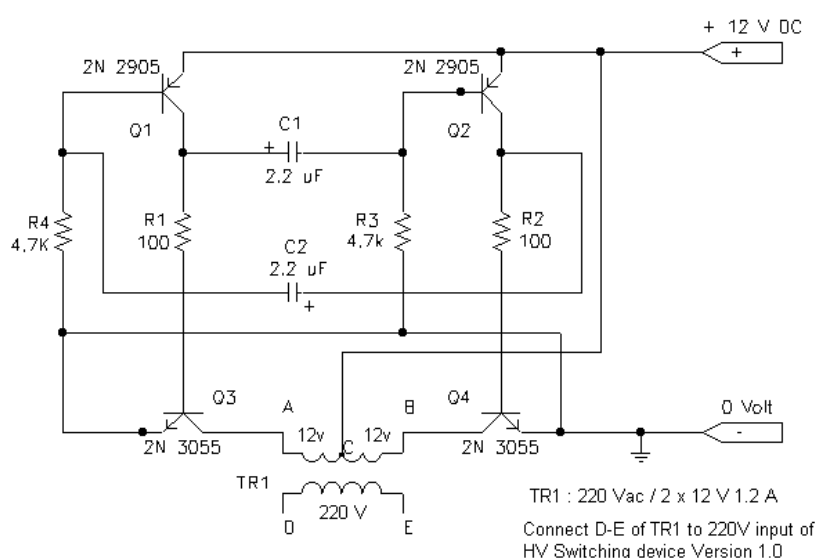 + 12 V DC
+
2N 2905
2N 2905
Q1
C1
+
2.2 uF
Q2
R4
4.7K
R1
100
R3
4.7k
R2
100
C2
2.2 uF
+
Q3
A
B
Q4
0 Volt
-
12v
C
12v
2N 3055
2N 3055
TR1
220 V
D
E
TR1 : 220 Vac / 2 x 12 V 1.2 A
Connect D-E of TR1 to 220V input of
HV Switching device Version 1.0